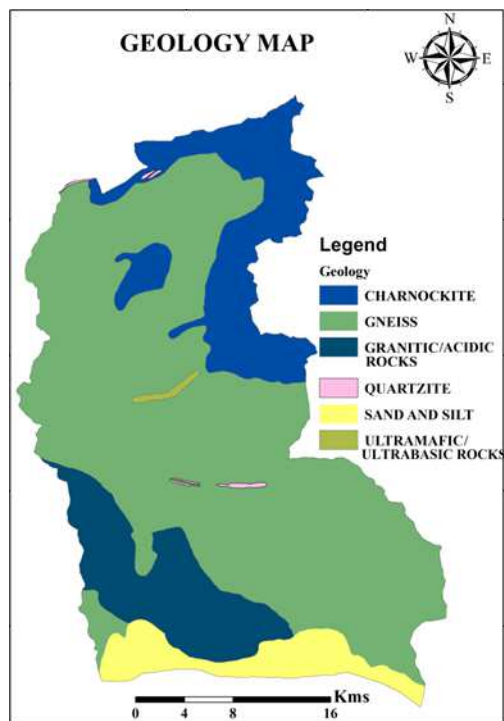 GEOLOGY MAP
N
W
E
S
Legend
Geology
CHARNOCKITE
GNEISS
GRANITIC/ACIDIC
ROCKS
QUARTZITE
SAND AND SILT
ULTRAMAFIC/
ULTRABASIC ROCKS
Kms
0 4 8 16